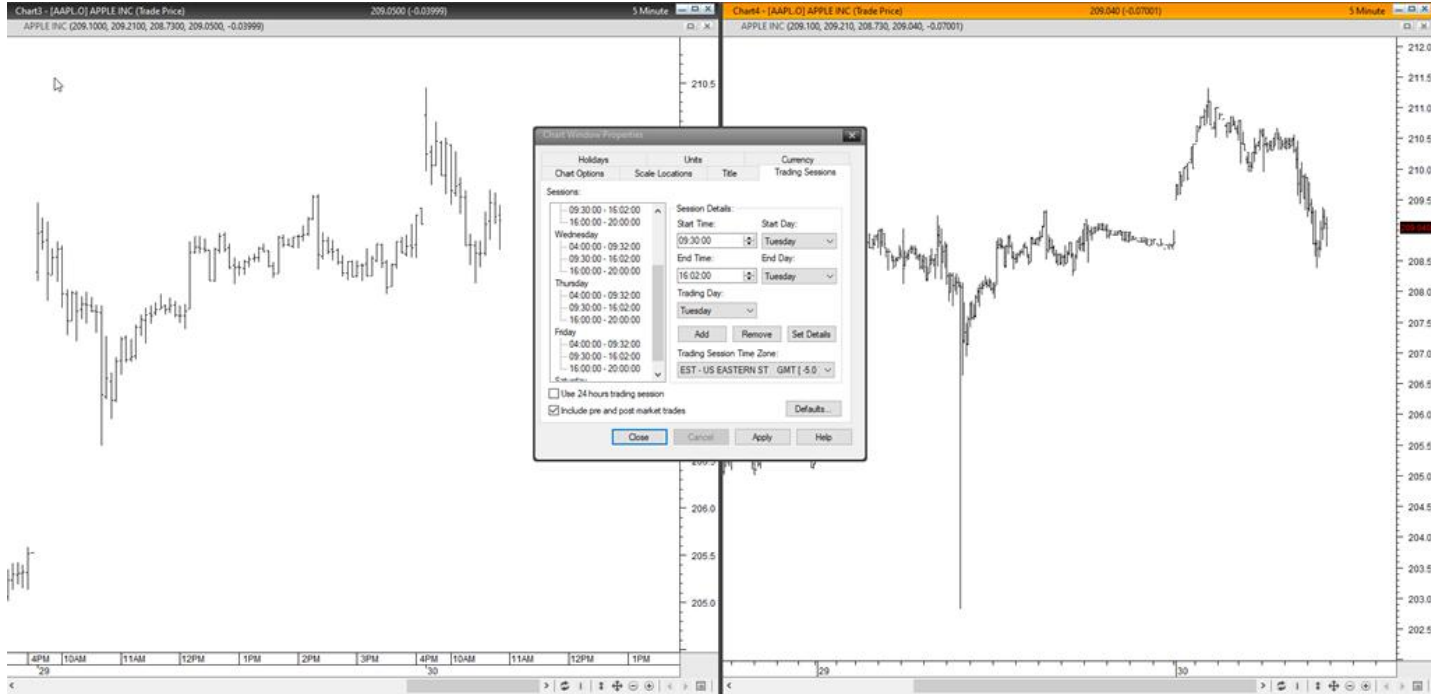 Chart3 - [AAPL.O] APPLE INC (Trade Price) 209.0500 (-0.03999) 5 Minute
APPLE INC (209.1000, 209.2100, 208.7300, 209.0500, -0.03999)
210.5
206.0
205.5
205.0
4PM 10AM 11AM 12PM 1PM 2PM 3PM 4PM 10AM 11AM 12PM 1PM
'29 '30
Chart Window Properties
Holidays Units Currency
Chart Options Scale Locations Title Trading Sessions
Sessions:
09:30:00 - 16:02:00
16:00:00 - 20:00:00
Wednesday
04:00:00 - 09:32:00
09:30:00 - 16:02:00
16:00:00 - 20:00:00
Thursday
04:00:00 - 09:32:00
09:30:00 - 16:02:00
16:00:00 - 20:00:00
Friday
04:00:00 - 09:32:00
09:30:00 - 16:02:00
16:00:00 - 20:00:00
Session Details:
Start Time: Start Day:
09:30:00 Tuesday
End Time: End Day:
16:02:00 Tuesday
Trading Day:
Tuesday
Add Remove Set Details
Trading Session Time Zone:
EST - US EASTERN ST GMT [ -5.0
Use 24 hours trading session
Include pre and post market trades
Defaults...
Close Cancel Apply Help
Chart4 - [AAPL.O] APPLE INC (Trade Price) 209.040 (-0.07001) 5 Minute
APPLE INC (209.100, 209.210, 208.730, 209.040, -0.07001)
212.0
211.5
211.0
210.5
210.0
209.5
209.040
208.5
208.0
207.5
207.0
206.5
206.0
205.5
205.0
204.5
204.0
203.5
203.0
202.5
29 30